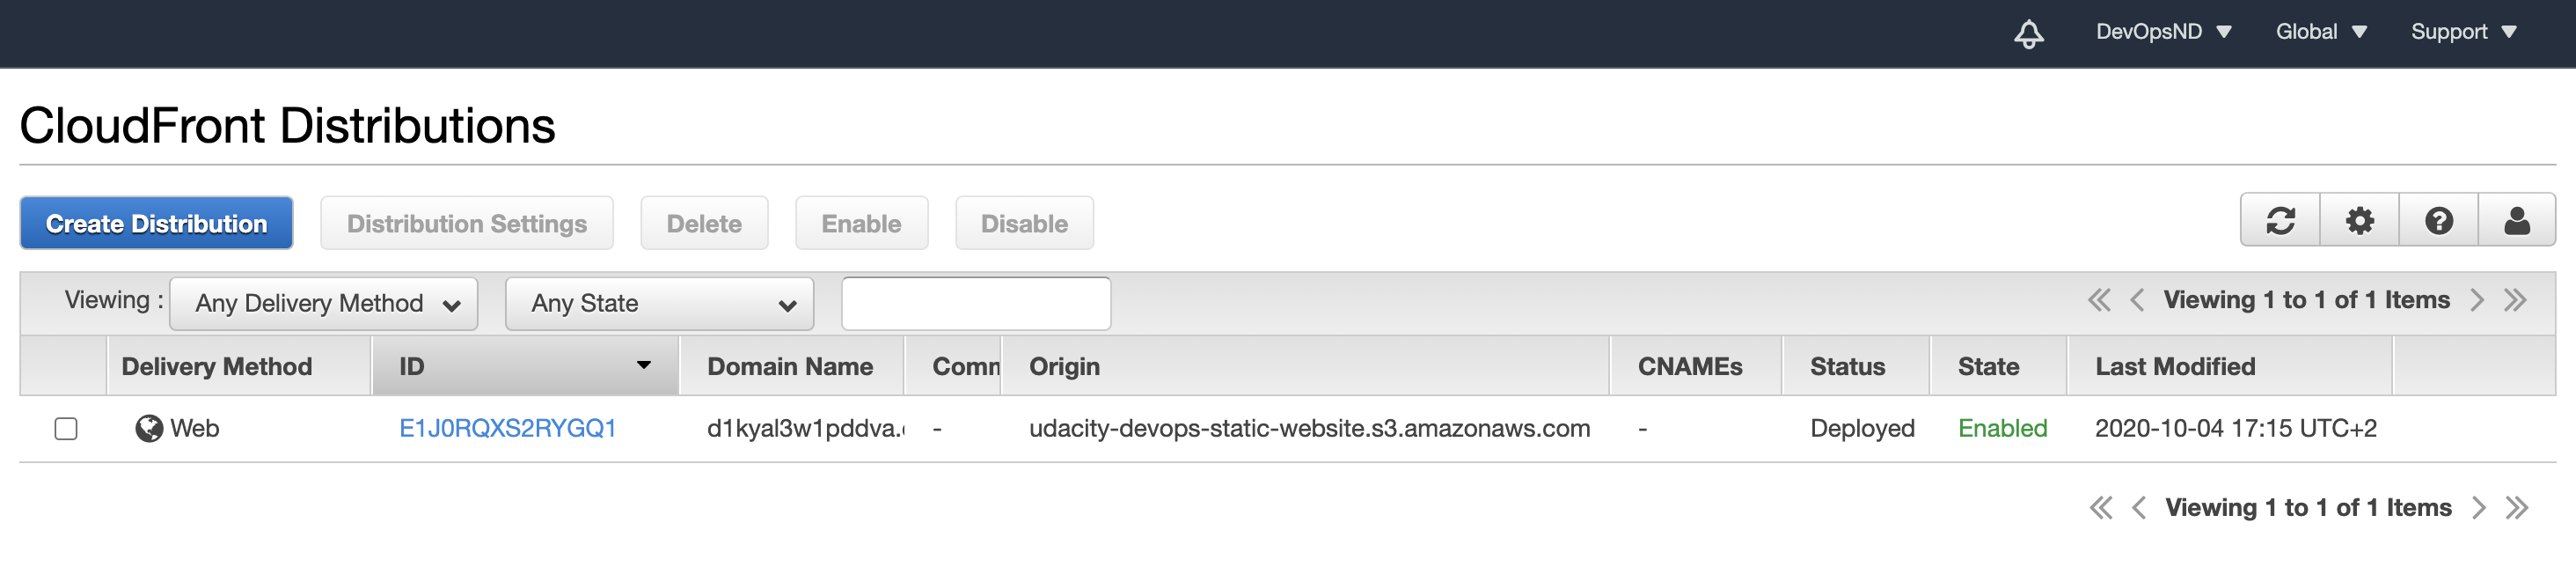 DevOpsND Global Support
CloudFront Distributions
Create Distribution Distribution Settings Delete Enable Disable
Viewing : Any Delivery Method Any State Viewing 1 to 1 of 1 Items
Delivery Method ID Domain Name Comm Origin CNAMEs Status State Last Modified
Web E1J0RQXS2RYGQ1 d1kyal3w1pddva. - udacity-devops-static-website.s3.amazonaws.com - Deployed Enabled 2020-10-04 17:15 UTC+2
Viewing 1 to 1 of 1 Items